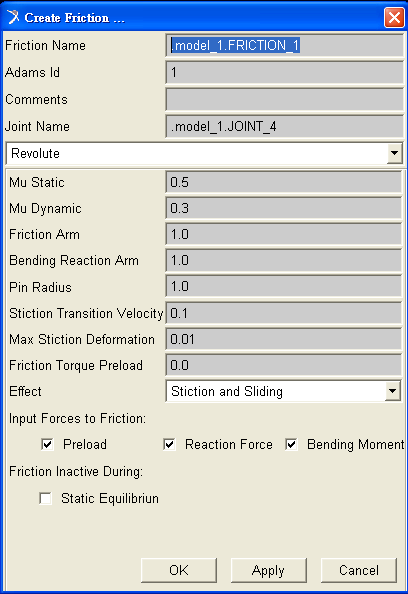 Create Friction ...
Friction Name .model_1.FRICTION_1
Adams Id 1
Comments
Joint Name .model_1.JOINT_4
Revolute
Mu Static 0.5
Mu Dynamic 0.3
Friction Arm 1.0
Bending Reaction Arm 1.0
Pin Radius 1.0
Stiction Transition Velocity 0.1
Max Stiction Deformation 0.01
Friction Torque Preload 0.0
Effect Stiction and Sliding
Input Forces to Friction:
Preload Reaction Force Bending Moment
Friction Inactive During:
Static Equilibriun
OK Apply Cancel